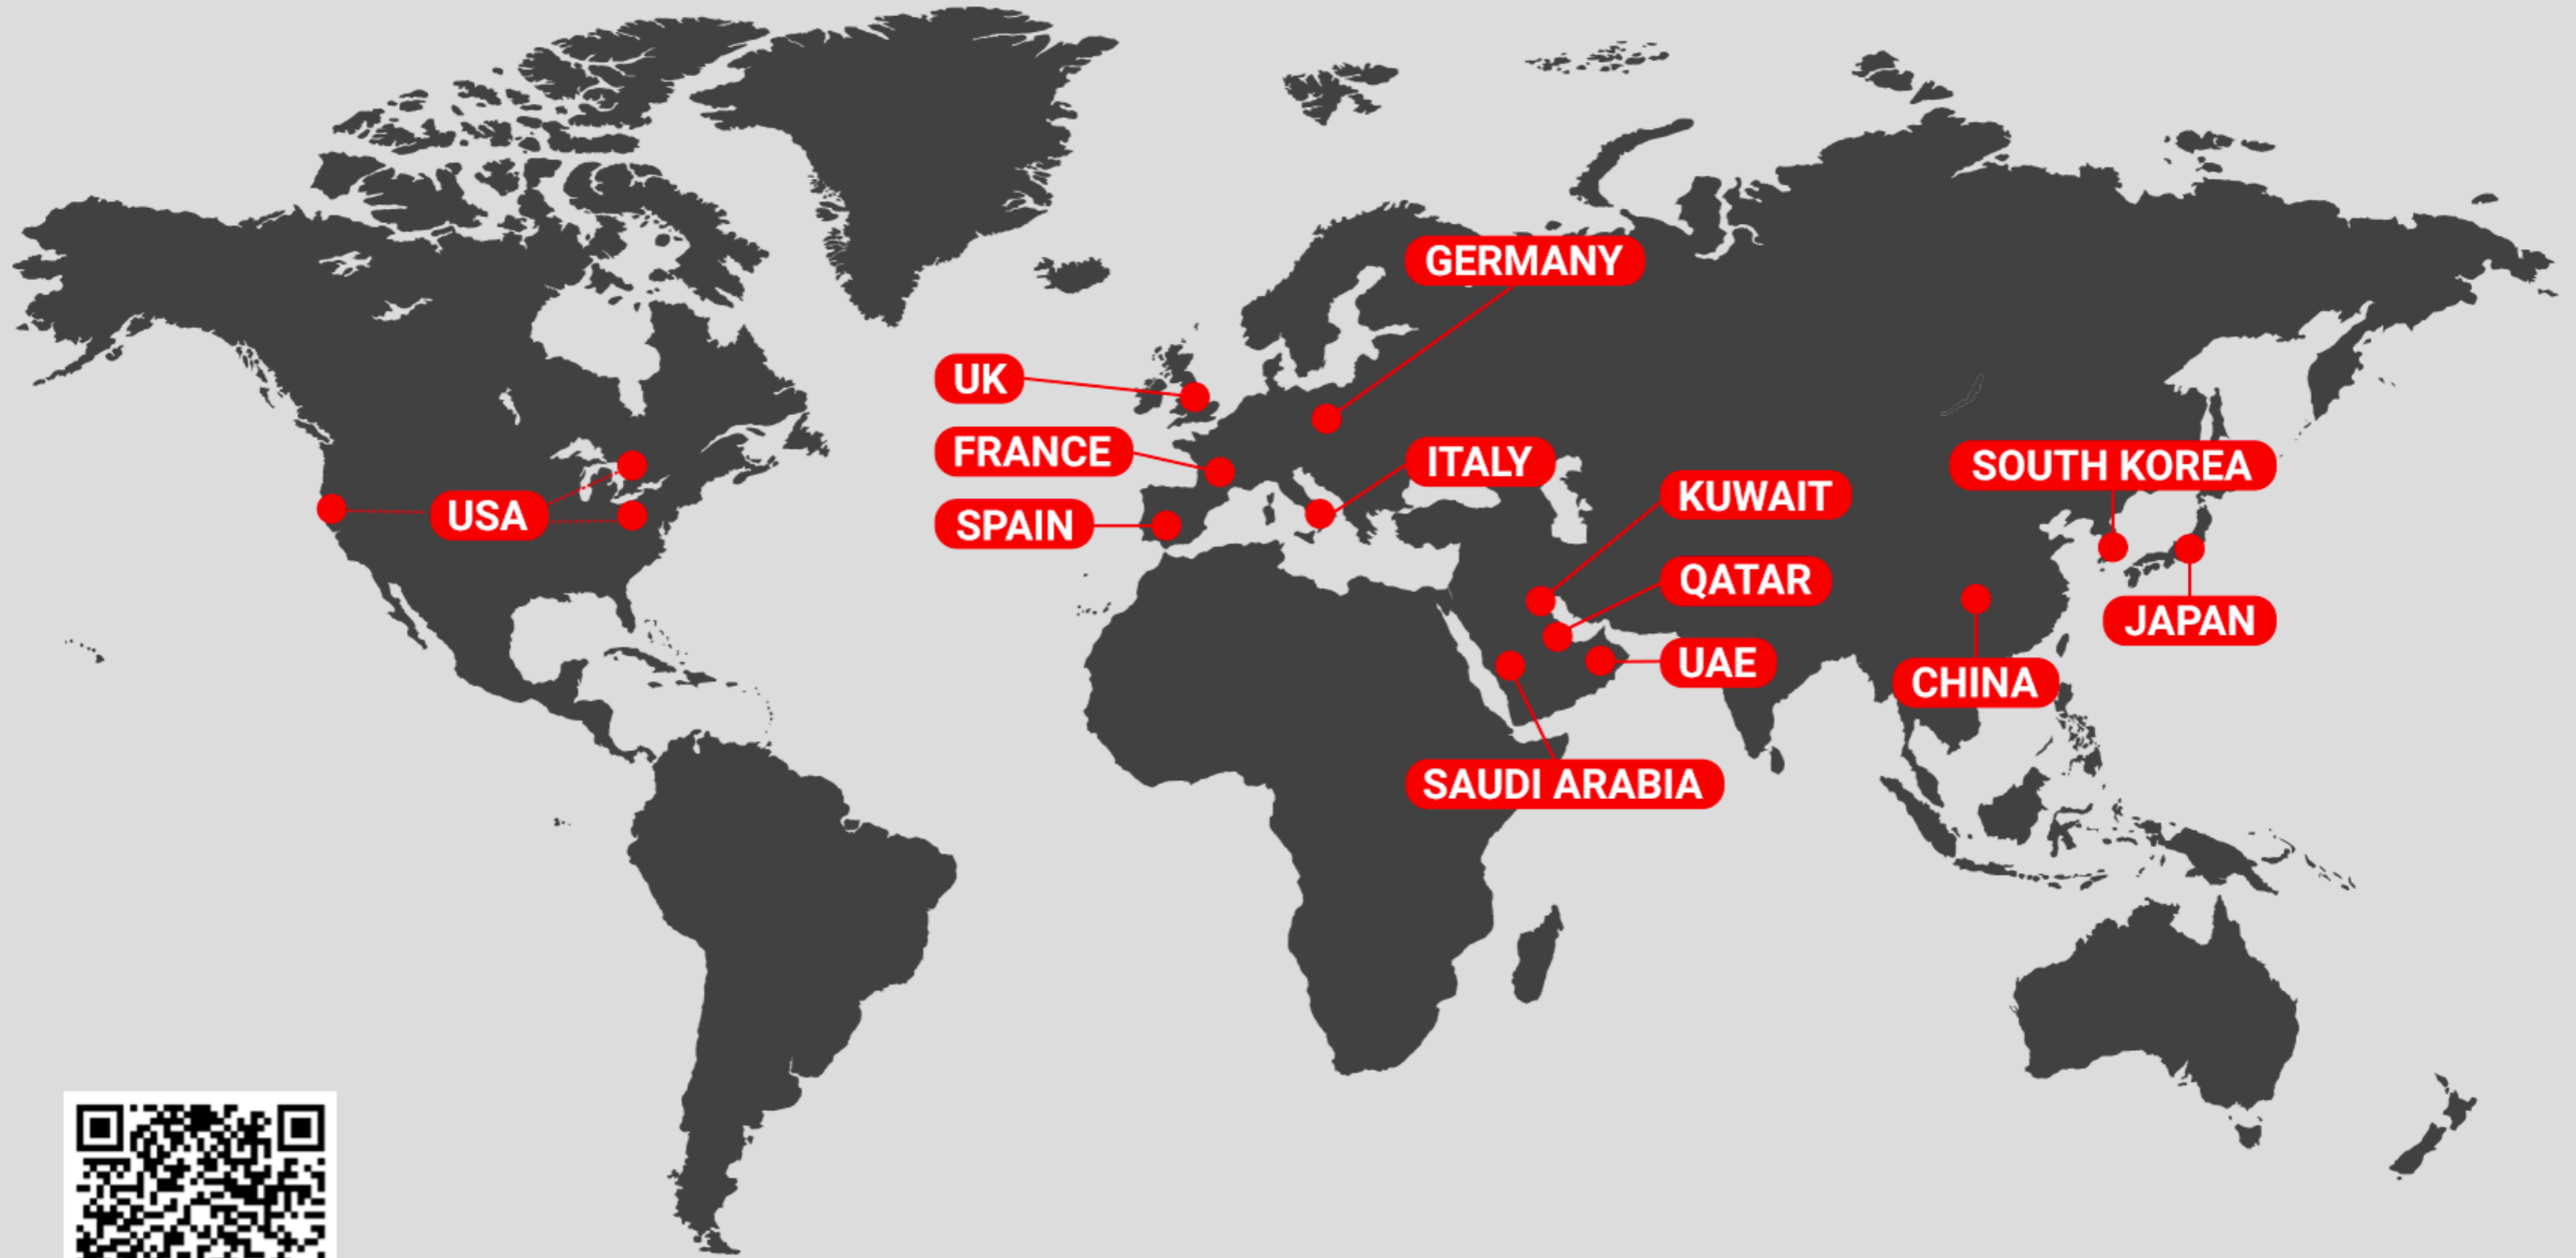 GERMANY
UK
FRANCE
ITALY
SOUTH KOREA
KUWAIT
USA
SPAIN
QATAR
JAPAN
UAE
CHINA
SAUDI ARABIA